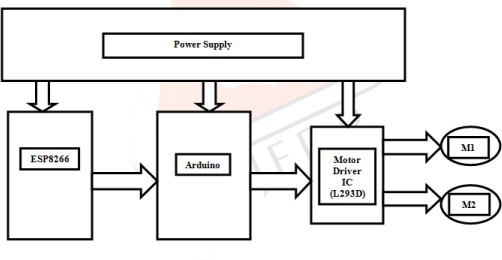 Power Supply
ESP8266
Arduino
Motor
Driver
IC
(L293D)
M1
M2